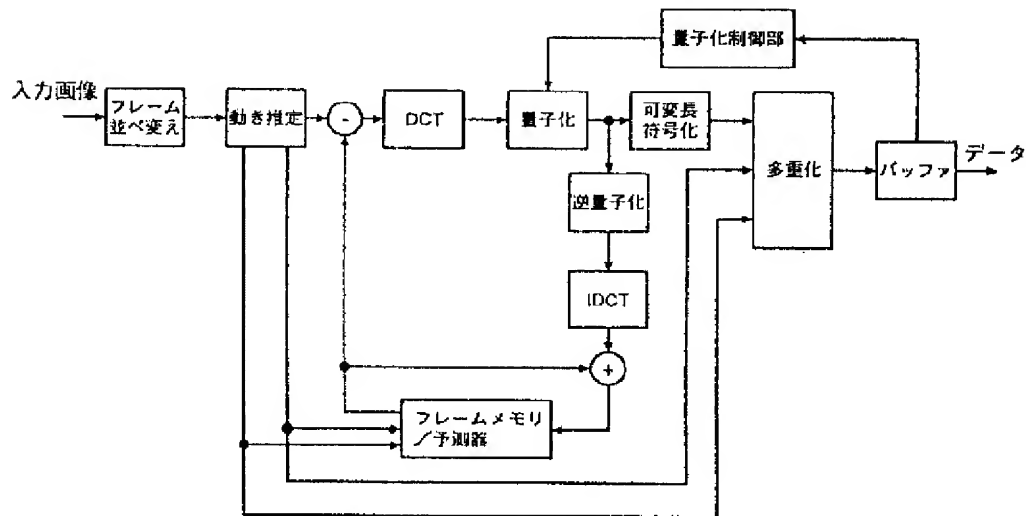 量子化制御部
入力画像
フレーム
並べ変え
動き推定
-
DCT
量子化
可変長
符号化
多重化
バッファ
データ
逆量子化
IDCT
+
フレームメモリ
／予測器